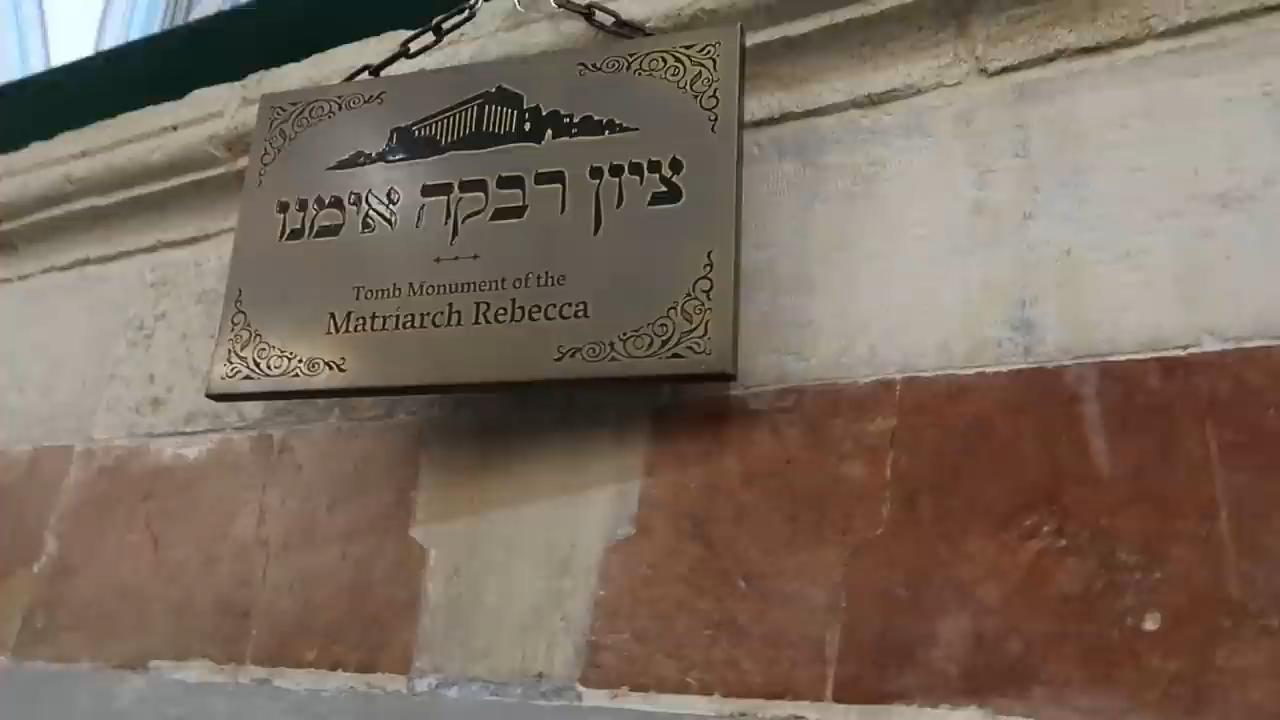 ציון רבקה אימנו
Tomb Monument of the
Matriarch Rebecca